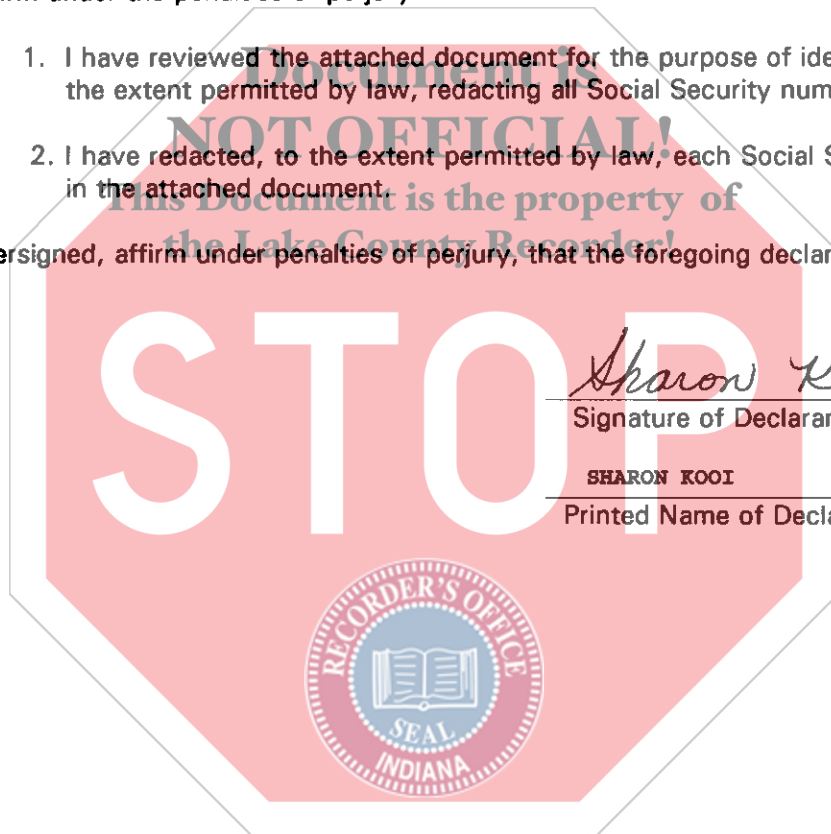 1. I have reviewed the attached document for the purpose of ide
the extent permitted by law, redacting all Social Security num
2. I have redacted, to the extent permitted by law, each Social S
in the attached document.
ersigned, affirm under penalties of perjury, that the foregoing declar
Document is
NOT OFFICIAL!
This Document is the property of
the Lake County Recorder!
STOP
Sharon K
Signature of Declaran
SHARON KOOI
Printed Name of Decla
RECORDER'S OFFICE
SEAL
INDIANA